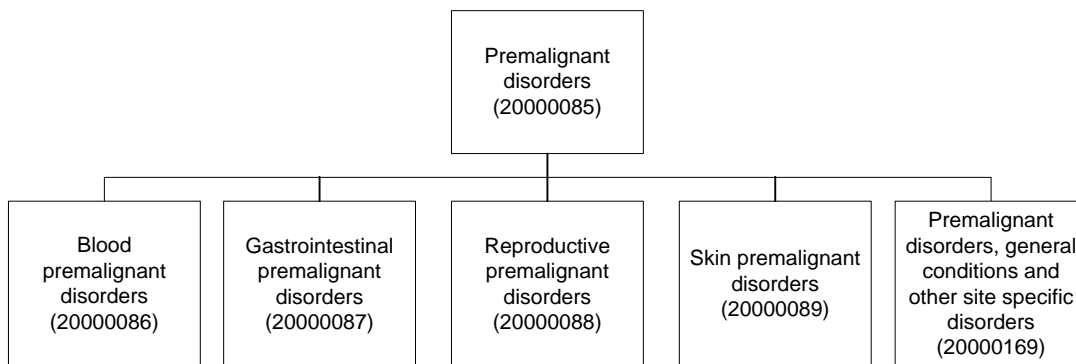 Premalignant
disorders
(20000085)
Blood
premalignant
disorders
(20000086)
Gastrointestinal
premalignant
disorders
(20000087)
Reproductive
premalignant
disorders
(20000088)
Skin premalignant
disorders
(20000089)
Premalignant
disorders, general
conditions and
other site specific
disorders
(20000169)